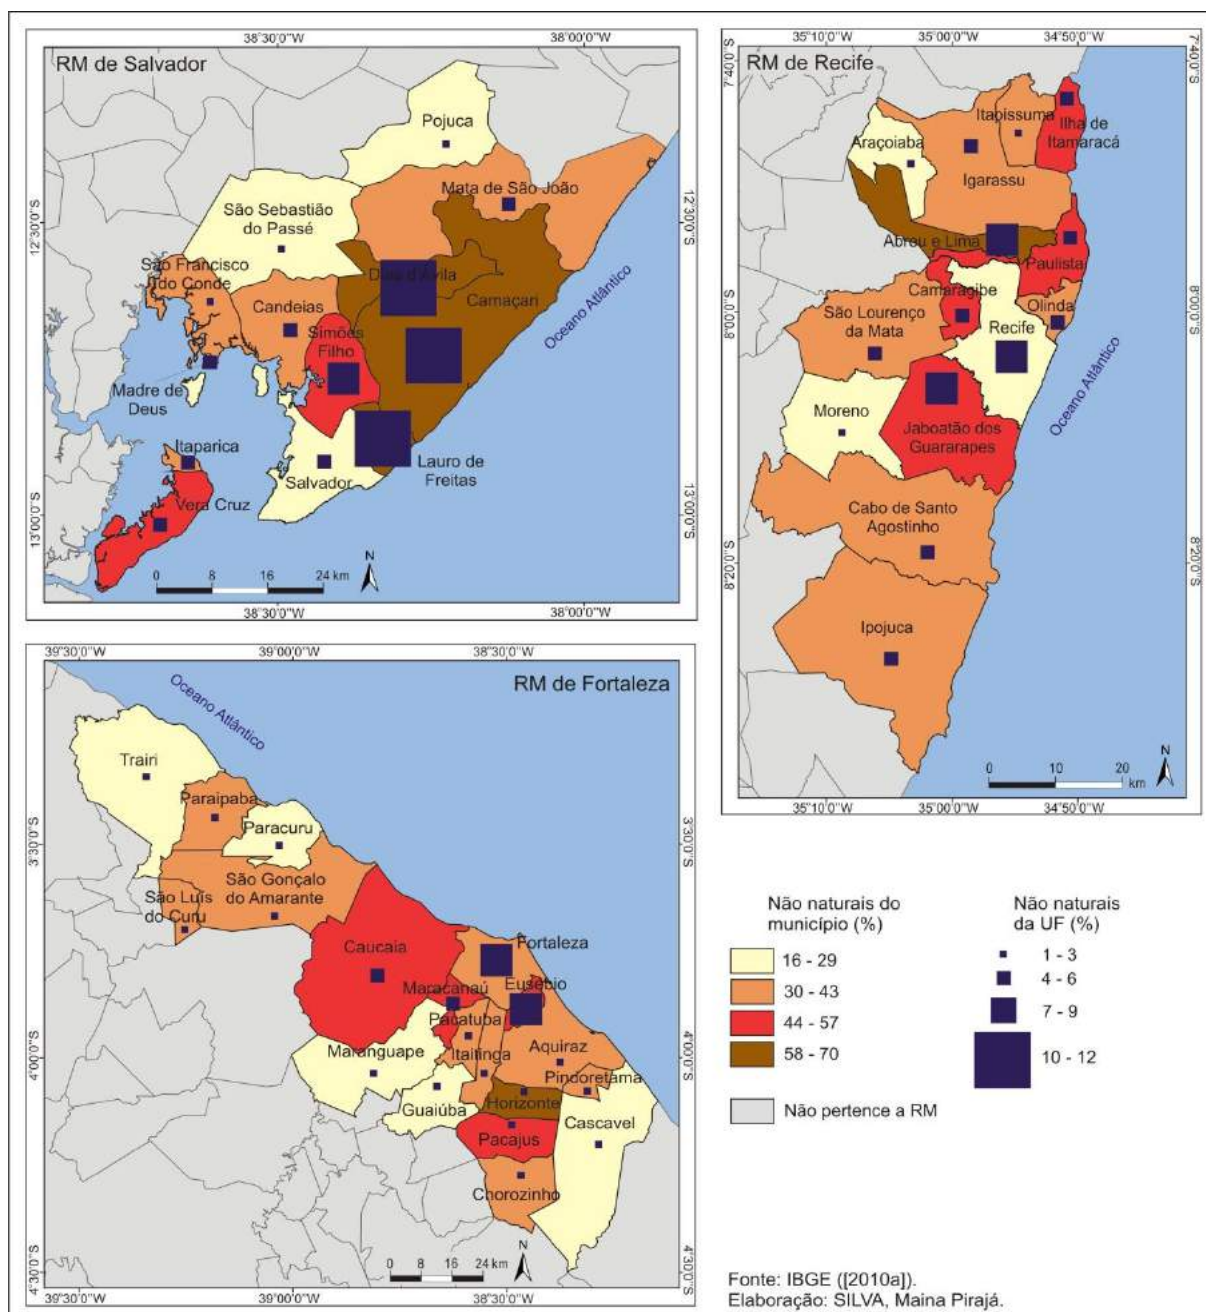 38°30'0"W
38°00'0"W
RM de Salvador
Pojuca
Mata de São João
São Sebastião
do Passé
12°30'0"S
12°30'0"S
São Francisco
do Conde
Dias d'Ávila
Candeias
Camaçari
Simões
Filho
Oceano Atlântico
Madre de
Deus
Itaparica
Lauro de
Freitas
Salvador
Vera Cruz
13°00'0"S
13°00'0"S
N
0 8 16 24 km
38°30'0"W
38°00'0"W
35°10'0"W
35°00'0"W
34°50'0"W
7°40'0"S
7°40'0"S
RM de Recife
Itapissuma
Ilha de
Itamaracá
Araçoiaba
Igarassu
Abreu e Lima
Paulista
Camaragibe
Olinda
8°0'0"S
8°0'0"S
São Lourenço
da Mata
Recife
Moreno
Jaboatão dos
Guararapes
Oceano Atlântico
Cabo de Santo
Agostinho
8°20'0"S
8°20'0"S
Ipojuca
N
0 10 20
km
35°10'0"W
35°00'0"W
34°50'0"W
39°30'0"W
39°00'0"W
38°30'0"W
RM de Fortaleza
Oceano Atlântico
Trairi
Paraipaba
Paracuru
3°30'0"S
3°30'0"S
São Gonçalo
do Amarante
São Luís
do Curu
Caucaia
Fortaleza
Maracanaú
Eusébio
Pacatuba
Itaitinga
Aquiraz
Maranguape
4°00'0"S
4°00'0"S
Pindoretama
Guaiúba
Horizonte
Cascavel
Pacajus
Chorozinho
N
0 8 16 24 km
4°30'0"S
4°30'0"S
39°30'0"W
39°00'0"W
38°30'0"W
Não naturais do
município (%)
16 - 29
30 - 43
44 - 57
58 - 70
Não pertence a RM
Não naturais
da UF (%)
1 - 3
4 - 6
7 - 9
10 - 12
Fonte: IBGE ([2010a]).
Elaboração: SILVA, Maina Pirajá.